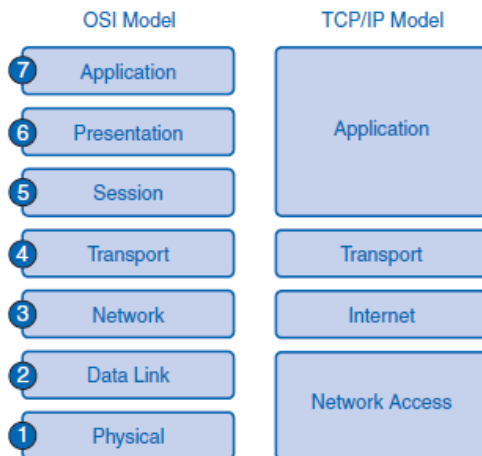 OSI Model
TCP/IP Model
7 Application
6 Presentation
5 Session
Application
4 Transport
Transport
3 Network
Internet
2 Data Link
1 Physical
Network Access